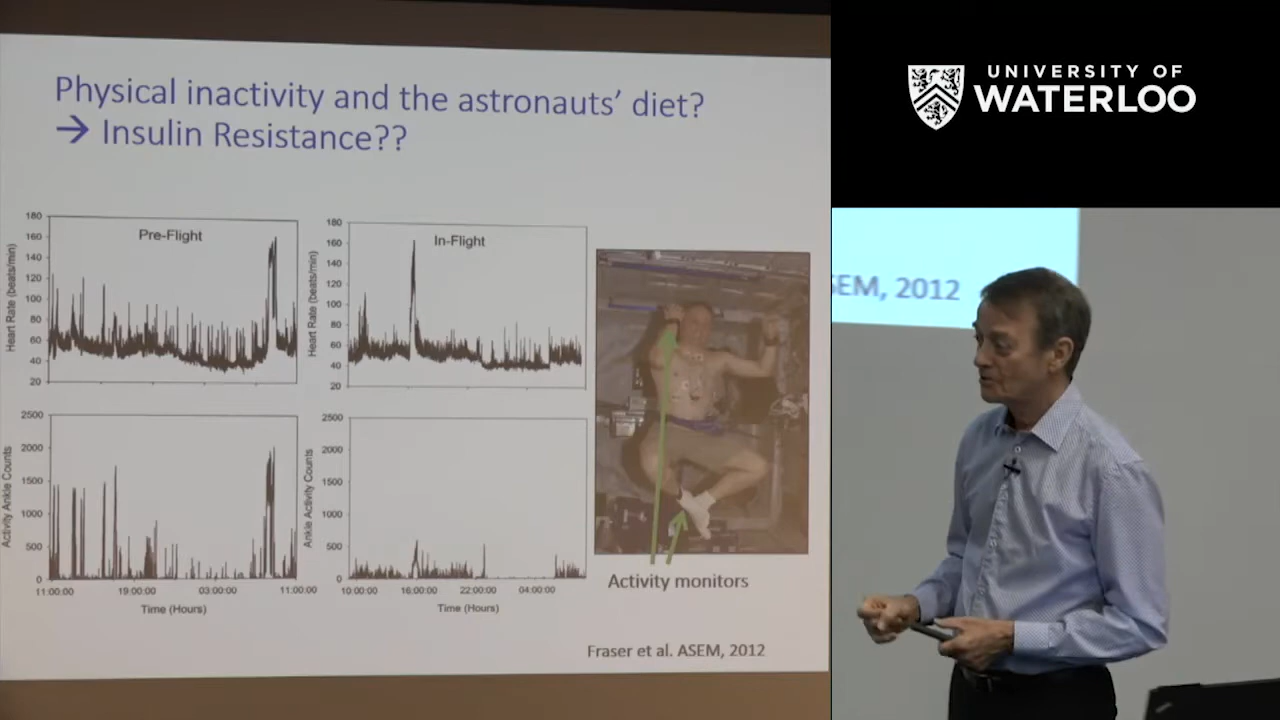 Physical inactivity and the astronauts' diet?
→ Insulin Resistance??
UNIVERSITY OF
WATERLOO
SEM, 2012
180
160
140
120
100
80
60
40
20
Heart Rate (beats/min)
Pre-Flight
180
160
140
120
100
80
60
40
20
Heart Rate (beats/min)
In-Flight
2500
2000
1500
1000
500
0
Activity Ankle Counts
11:00:00 19:00:00 03:00:00 11:00:00
Time (Hours)
2500
2000
1500
1000
500
0
Ankle Activity Counts
10:00:00 16:00:00 22:00:00 04:00:00
Time (Hours)
Activity monitors
Fraser et al. ASEM, 2012